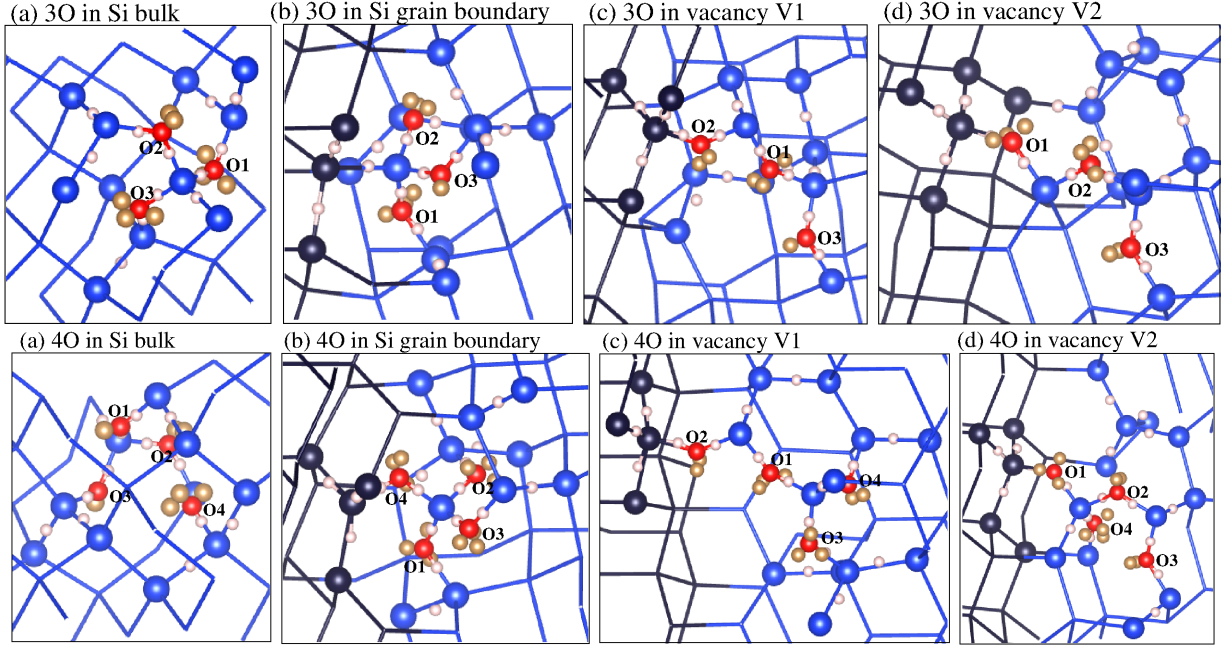 (a) 3O in Si bulk
(b) 3O in Si grain boundary
(c) 3O in vacancy V1
(d) 3O in vacancy V2
O2
O1
O3
O2
O3
O1
O2
O1
O3
O1
O2
O3
(a) 4O in Si bulk
(b) 4O in Si grain boundary
(c) 4O in vacancy V1
(d) 4O in vacancy V2
O1
O2
O3
O4
O4
O2
O3
O1
O2
O1
O4
O3
O1
O2
O4
O3